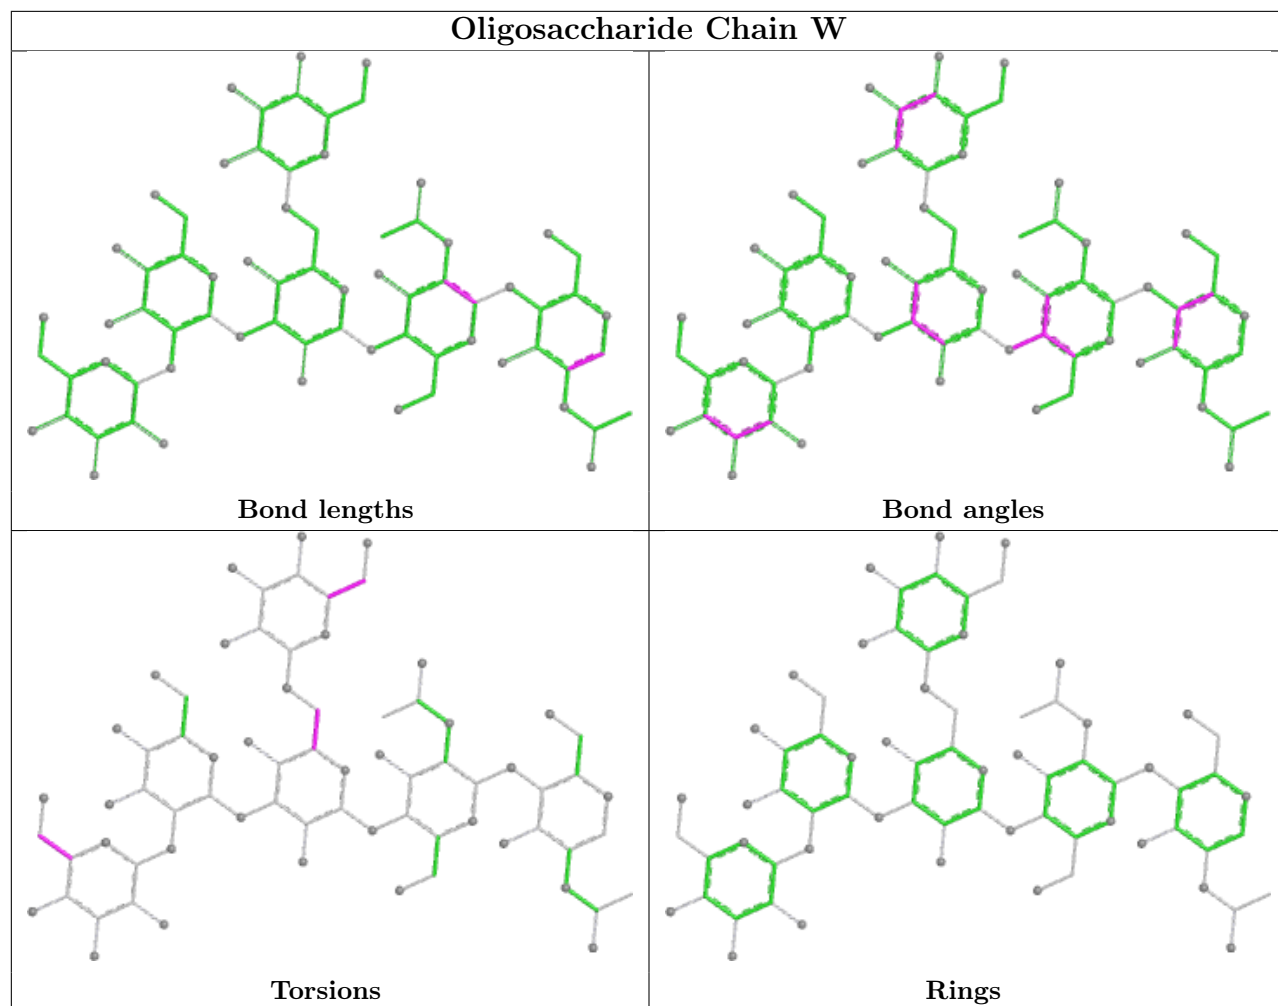 Oligosaccharide Chain W
Bond lengths
Bond angles
Torsions
Rings